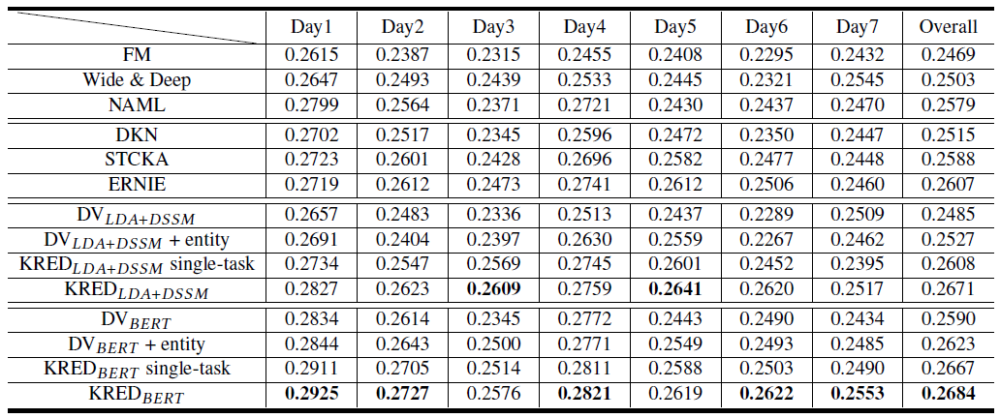 Day1 Day2 Day3 Day4 Day5 Day6 Day7 Overall
FM 0.2615 0.2387 0.2315 0.2455 0.2408 0.2295 0.2432 0.2469
Wide & Deep 0.2647 0.2493 0.2439 0.2533 0.2445 0.2321 0.2545 0.2503
NAML 0.2799 0.2564 0.2371 0.2721 0.2430 0.2437 0.2470 0.2579
DKN 0.2702 0.2517 0.2345 0.2596 0.2472 0.2350 0.2447 0.2515
STCKA 0.2723 0.2601 0.2428 0.2696 0.2582 0.2477 0.2448 0.2588
ERNIE 0.2719 0.2612 0.2473 0.2741 0.2612 0.2506 0.2460 0.2607
DV LDA+DSSM 0.2657 0.2483 0.2336 0.2513 0.2437 0.2289 0.2509 0.2485
DV LDA+DSSM + entity 0.2691 0.2404 0.2397 0.2630 0.2559 0.2267 0.2462 0.2527
KRED LDA+DSSM single-task 0.2734 0.2547 0.2569 0.2745 0.2601 0.2452 0.2395 0.2608
KRED LDA+DSSM 0.2827 0.2623 0.2609 0.2759 0.2641 0.2620 0.2517 0.2671
DV BERT 0.2834 0.2614 0.2345 0.2772 0.2443 0.2490 0.2434 0.2590
DV BERT + entity 0.2844 0.2643 0.2500 0.2771 0.2549 0.2493 0.2485 0.2623
KRED BERT single-task 0.2911 0.2705 0.2514 0.2811 0.2588 0.2503 0.2490 0.2667
KRED BERT 0.2925 0.2727 0.2576 0.2821 0.2619 0.2622 0.2553 0.2684